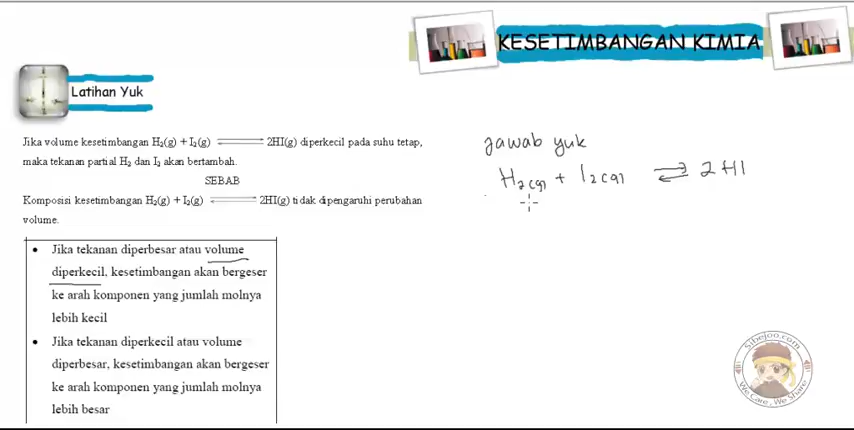 KESETIMBANGAN KIMIA
Latihan Yuk
Jika volume kesetimbangan H₂(g) + I₂(g) ⇌ 2HI(g) diperkecil pada suhu tetap,
maka tekanan partial H₂ dan I₂ akan bertambah.
SEBAB
Komposisi kesetimbangan H₂(g) + I₂(g) ⇌ 2HI(g) tidak dipengaruhi perubahan
volume.
• Jika tekanan diperbesar atau volume
diperkecil, kesetimbangan akan bergeser
ke arah komponen yang jumlah molnya
lebih kecil
• Jika tekanan diperkecil atau volume
diperbesar, kesetimbangan akan bergeser
ke arah komponen yang jumlah molnya
lebih besar
Jawab yuk
H₂(g) + I₂(g) ⇌ 2HI
Sibejoo.com
We Care, We Share